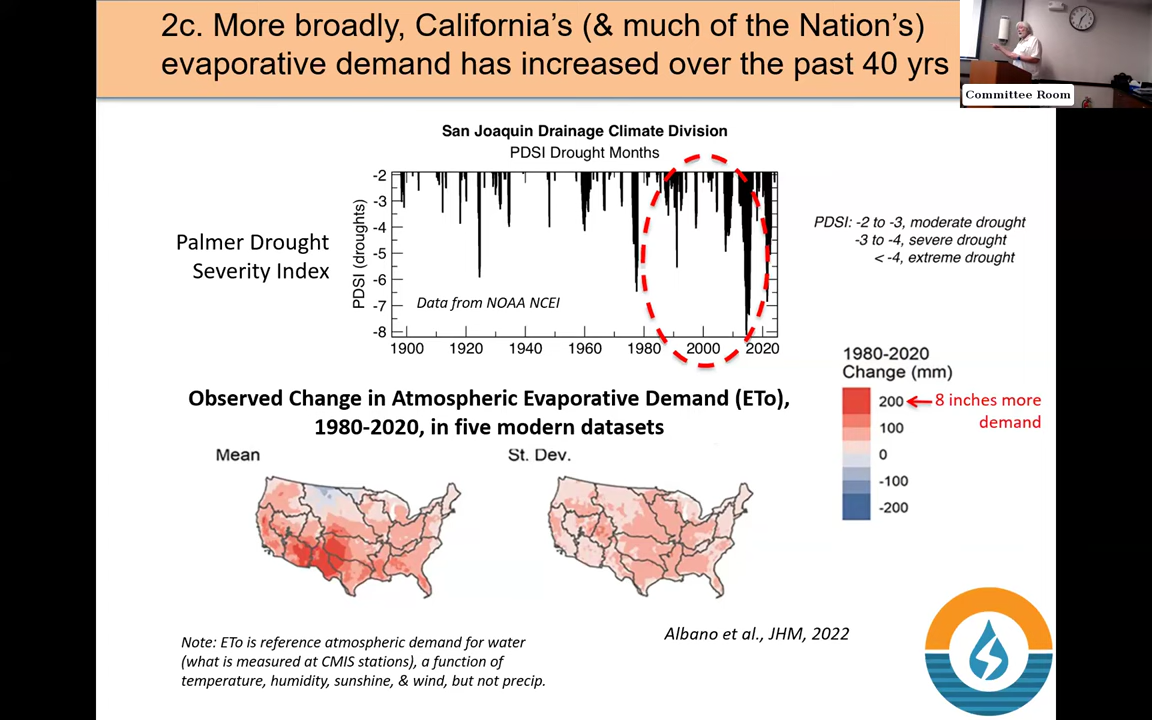 2c. More broadly, California's (& much of the Nation's)
evaporative demand has increased over the past 40 yrs
Committee Room
San Joaquin Drainage Climate Division
PDSI Drought Months
Palmer Drought
Severity Index
PDSI (droughts)
-2
-3
-4
-5
-6
-7
-8
Data from NOAA NCEI
1900 1920 1940 1960 1980 2000 2020
PDSI: -2 to -3, moderate drought
-3 to -4, severe drought
< -4, extreme drought
Observed Change in Atmospheric Evaporative Demand (ETo),
1980-2020, in five modern datasets
Mean
St. Dev.
1980-2020
Change (mm)
200
100
0
-100
-200
8 inches more
demand
Note: ETo is reference atmospheric demand for water
(what is measured at CMIS stations), a function of
temperature, humidity, sunshine, & wind, but not precip.
Albano et al., JHM, 2022